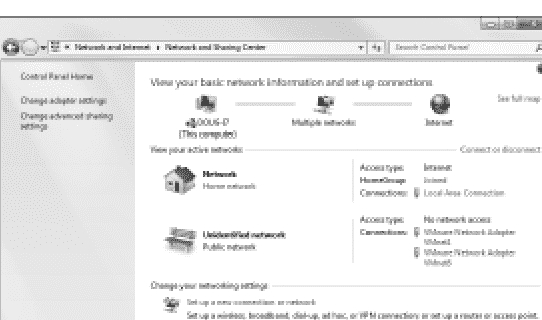 Network and Internet
Network and Sharing Center
Search Control Panel
Control Panel Home
Change adapter settings
Change advanced sharing
settings
View your basic network information and set up connections
(This computer)
Multiple networks
Internet
See full map
View your active networks
Connect or disconnect
Network
Home network
Access type: Internet
HomeGroup: Joined
Connections: Local Area Connection
Unidentified network
Public network
Access type: No network access
Connections: VMware Network Adapter
VMware Network Adapter
Change your networking settings
Set up a new connection or network
Set up a wireless, broadband, dial-up, ad hoc, or VPN connection; or set up a router or access point.